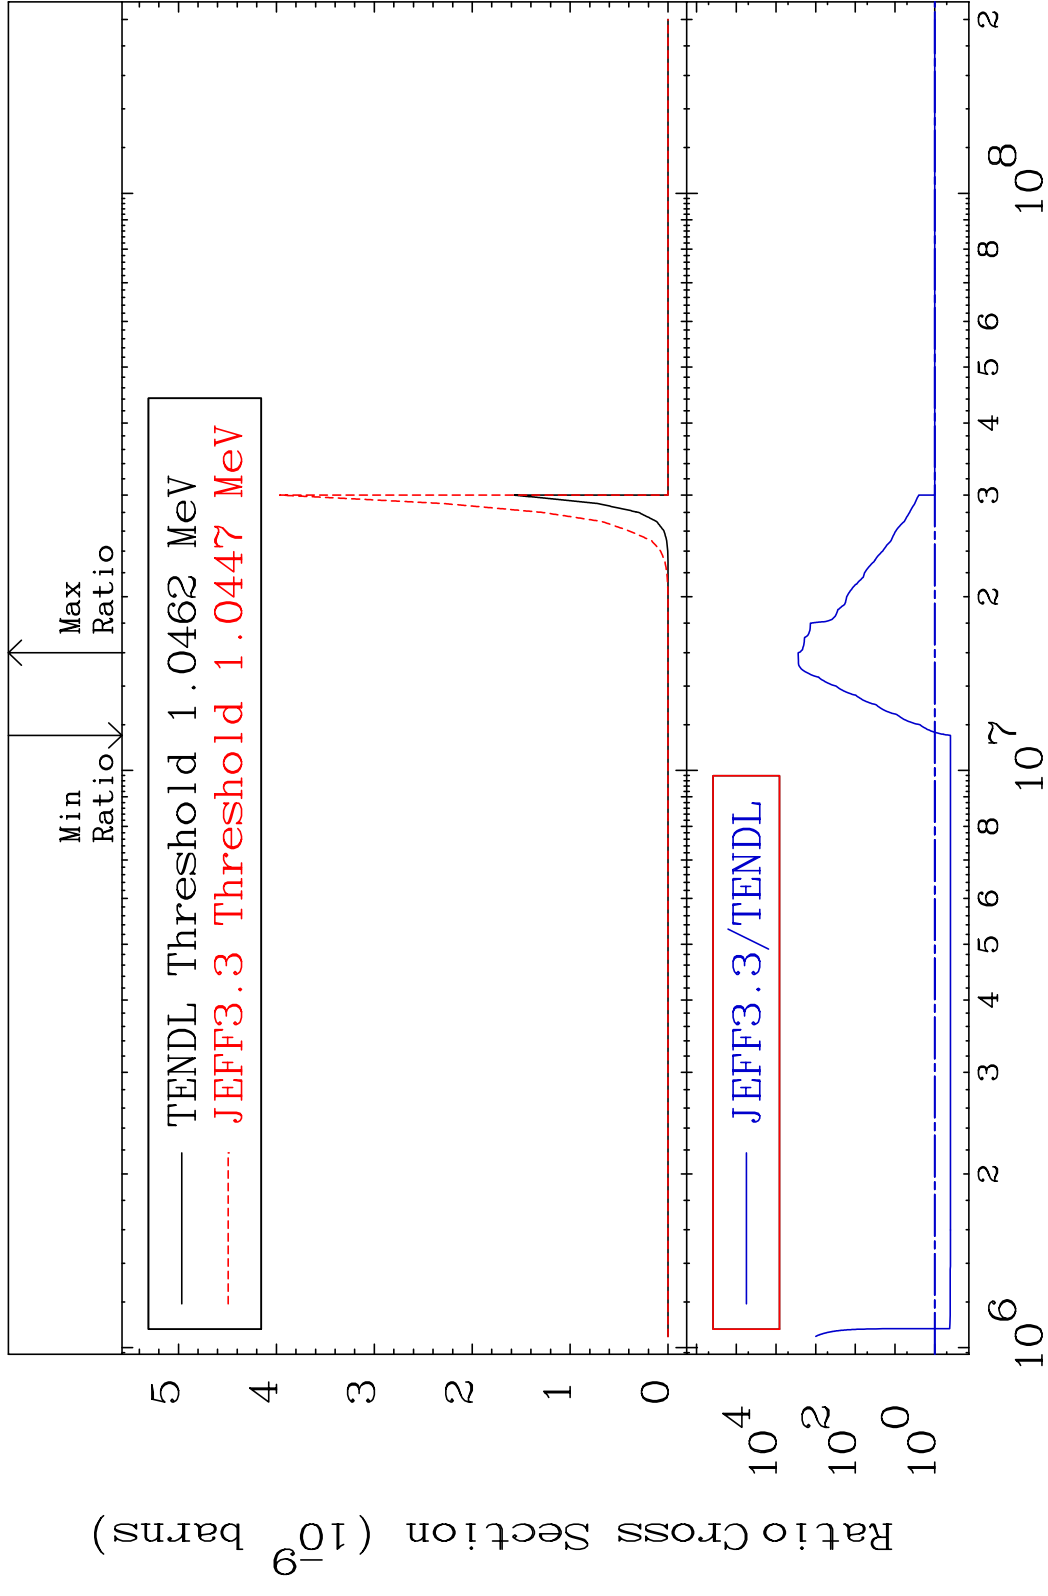 Min
Ratio
Max
Ratio
TENDL Threshold 1.0462 MeV
JEFF3.3 Threshold 1.0447 MeV
5
4
3
2
1
0
Cross Section (10-9 barns)
JEFF3.3/TENDL
10 4
10 2
10 0
Ratio
10 6
2
3
4
5
6
8
10 7
2
3
4
5
6
8
10 8
2